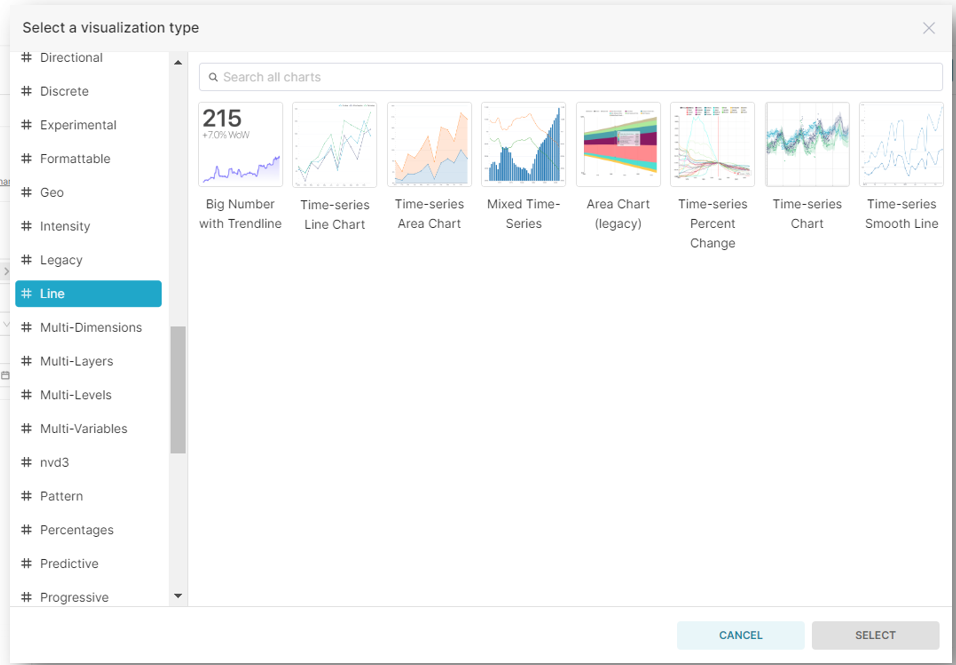 Select a visualization type
# Directional
# Discrete
# Experimental
# Formattable
# Geo
# Intensity
# Legacy
# Line
# Multi-Dimensions
# Multi-Layers
# Multi-Levels
# Multi-Variables
# nvd3
# Pattern
# Percentages
# Predictive
# Progressive
Search all charts
215
+7.0% WoW
Big Number
with Trendline
Time-series
Line Chart
Time-series
Area Chart
Mixed Time-
Series
Area Chart
(legacy)
Time-series
Percent
Change
Time-series
Chart
Time-series
Smooth Line
CANCEL
SELECT